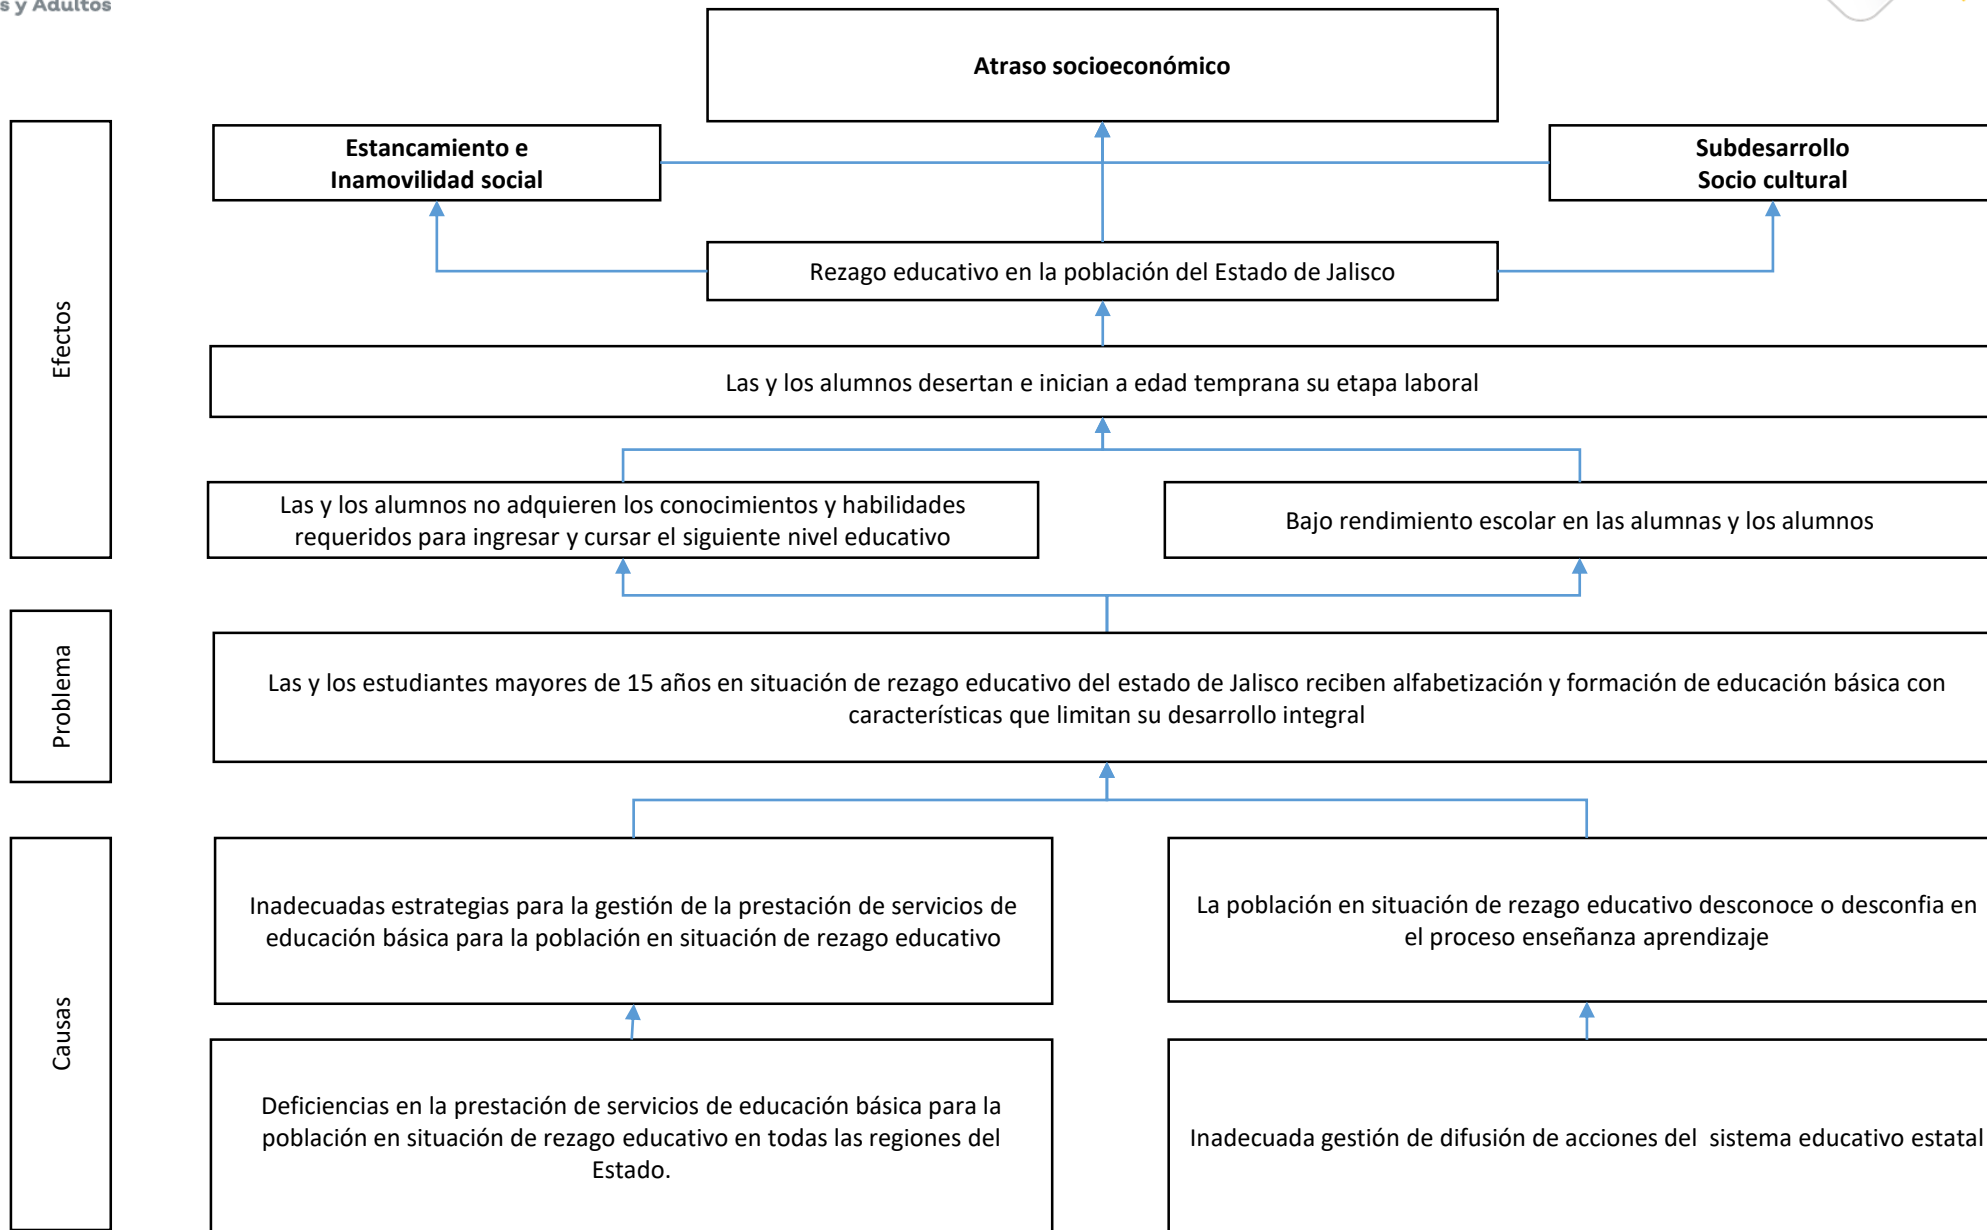 s y Adultos
Atraso socioeconómico
Estancamiento e
Inamovilidad social
Subdesarrollo
Socio cultural
Rezago educativo en la población del Estado de Jalisco
Efectos
Las y los alumnos desertan e inician a edad temprana su etapa laboral
Las y los alumnos no adquieren los conocimientos y habilidades
requeridos para ingresar y cursar el siguiente nivel educativo
Bajo rendimiento escolar en las alumnas y los alumnos
Problema
Las y los estudiantes mayores de 15 años en situación de rezago educativo del estado de Jalisco reciben alfabetización y formación de educación básica con
características que limitan su desarrollo integral
Causas
Inadecuadas estrategias para la gestión de la prestación de servicios de
educación básica para la población en situación de rezago educativo
La población en situación de rezago educativo desconoce o desconfia en
el proceso enseñanza aprendizaje
Deficiencias en la prestación de servicios de educación básica para la
población en situación de rezago educativo en todas las regiones del
Estado.
Inadecuada gestión de difusión de acciones del sistema educativo estatal